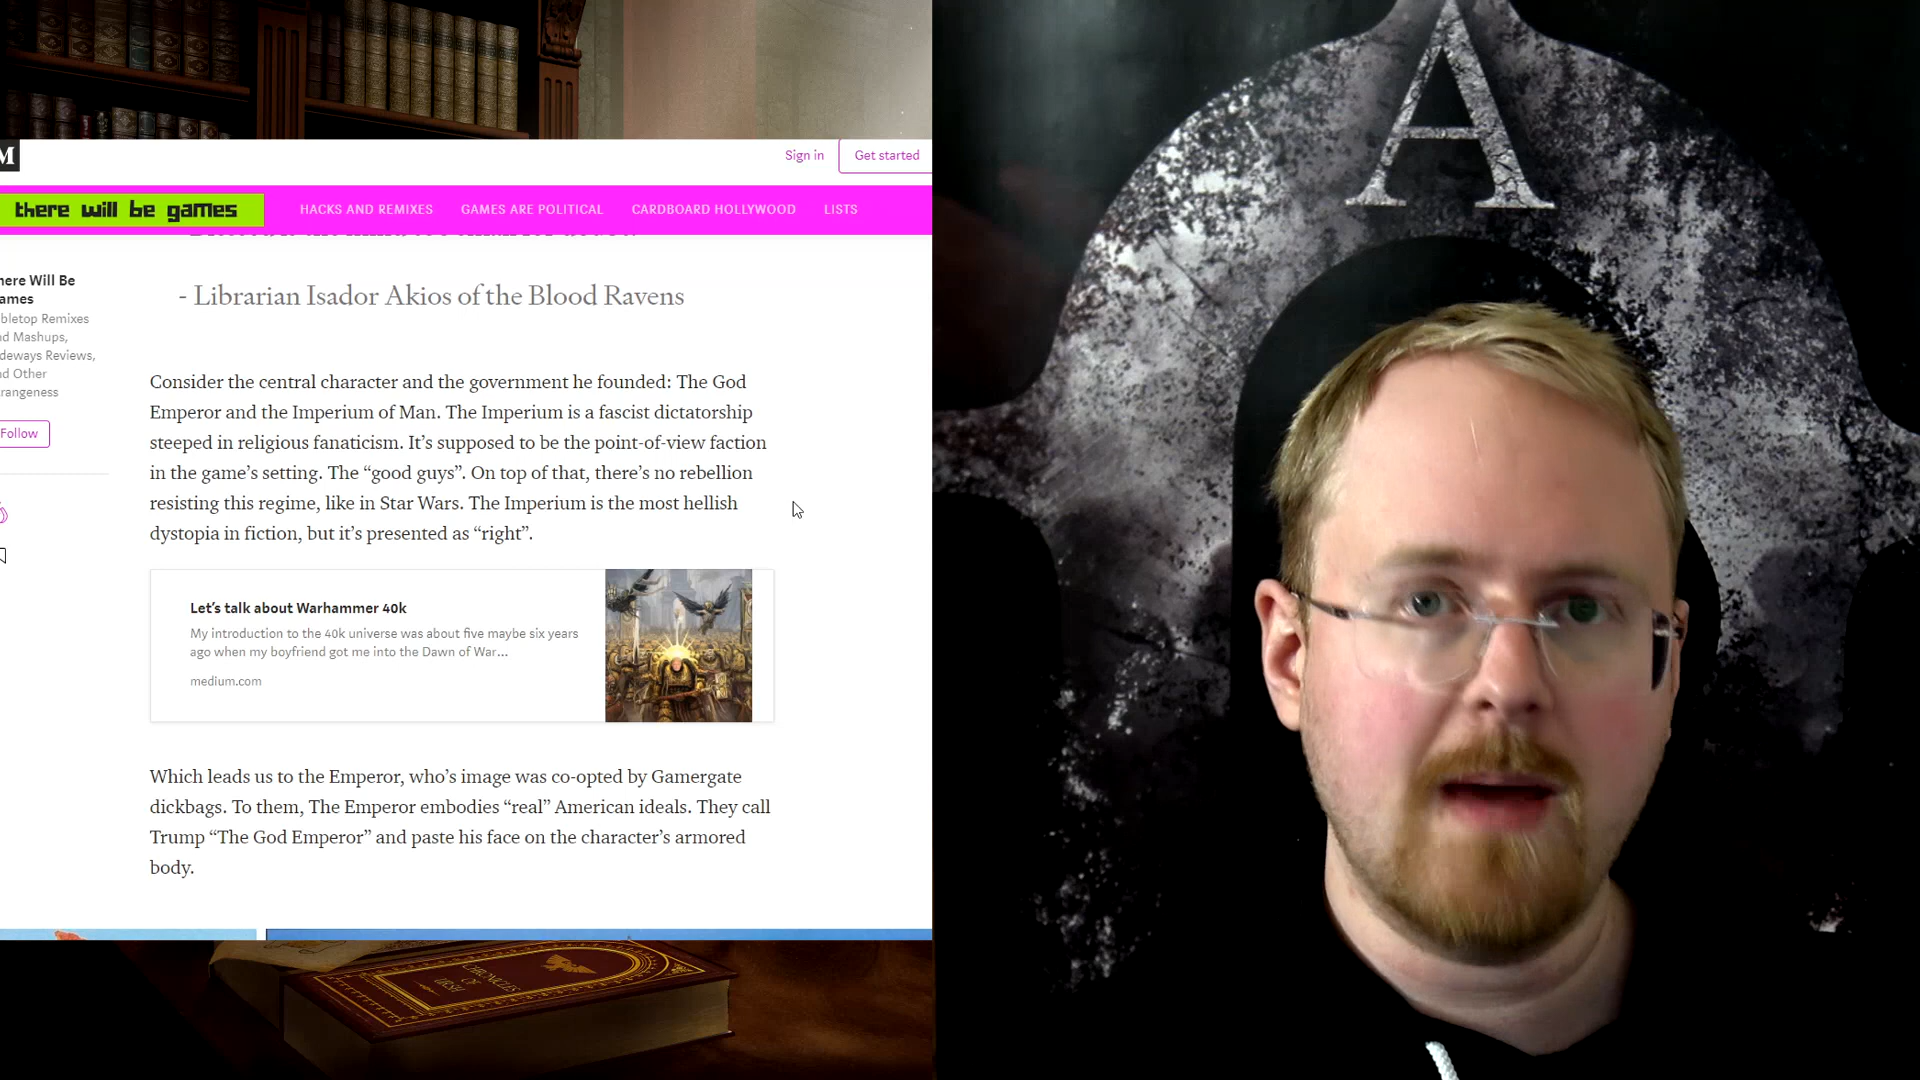 M
Sign in
Get started
there will be games
HACKS AND REMIXES
GAMES ARE POLITICAL
CARDBOARD HOLLYWOOD
LISTS
- Librarian Isador Akios of the Blood Ravens
here Will Be
ames
bletop Remixes
nd Mashups,
deways Reviews,
nd Other
rangeness
Follow
Consider the central character and the government he founded: The God
Emperor and the Imperium of Man. The Imperium is a fascist dictatorship
steeped in religious fanaticism. It’s supposed to be the point-of-view faction
in the game’s setting. The “good guys”. On top of that, there’s no rebellion
resisting this regime, like in Star Wars. The Imperium is the most hellish
dystopia in fiction, but it’s presented as “right”.
Let’s talk about Warhammer 40k
My introduction to the 40k universe was about five maybe six years
ago when my boyfriend got me into the Dawn of War...
medium.com
Which leads us to the Emperor, who’s image was co-opted by Gamergate
dickbags. To them, The Emperor embodies “real” American ideals. They call
Trump “The God Emperor” and paste his face on the character’s armored
body.
CHRONICLES
OF
A